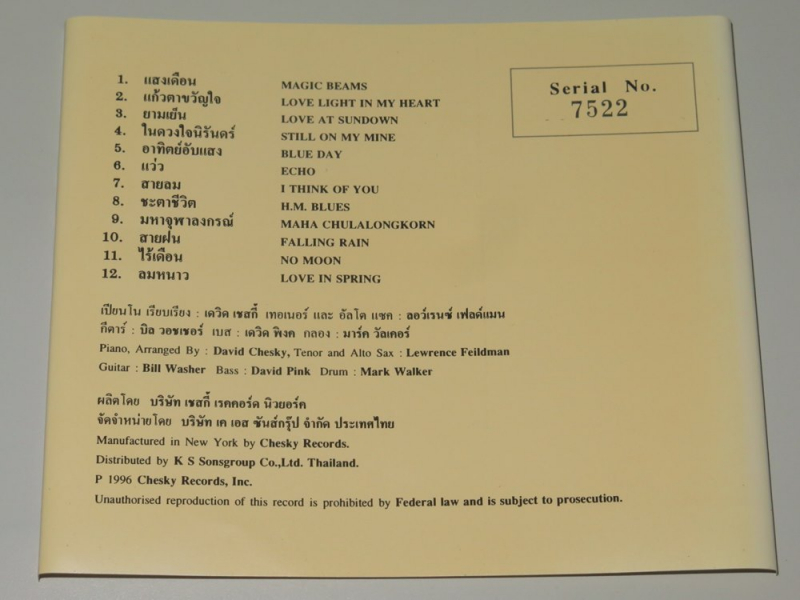 1. แสงเดือน MAGIC BEAMS
2. แก้วตาขวัญใจ LOVE LIGHT IN MY HEART
3. ยามเย็น LOVE AT SUNDOWN
4. ในดวงใจนิรันดร์ STILL ON MY MINE
5. อาทิตย์อับแสง BLUE DAY
6. แว่ว ECHO
7. สายลม I THINK OF YOU
8. ชะตาชีวิต H.M. BLUES
9. มหาจุฬาลงกรณ์ MAHA CHULALONGKORN
10. สายฝน FALLING RAIN
11. ไร้เดือน NO MOON
12. ลมหนาว LOVE IN SPRING
Serial No.
7522
เปียนโน เรียบเรียง : เดวิด เชสกี้ เทอเนอร์ และ อัลโต แซค : ลอว์เรนซ์ เฟลด์แมน
กีตาร์ : บิล วอชเชอร์ เบส : เดวิด พิงค กลอง : มาร์ค วัลเคอร์
Piano, Arranged By : David Chesky, Tenor and Alto Sax : Lewrence Feildman
Guitar : Bill Washer Bass : David Pink Drum : Mark Walker
ผลิตโดย บริษัท เชสกี้ เรคคอร์ด นิวยอร์ค
จัดจำหน่ายโดย บริษัท เค เอส ซันส์กรุ๊ป จำกัด ประเทศไทย
Manufactured in New York by Chesky Records.
Distributed by K S Sonsgroup Co.,Ltd. Thailand.
P 1996 Chesky Records, Inc.
Unauthorised reproduction of this record is prohibited by Federal law and is subject to prosecution.